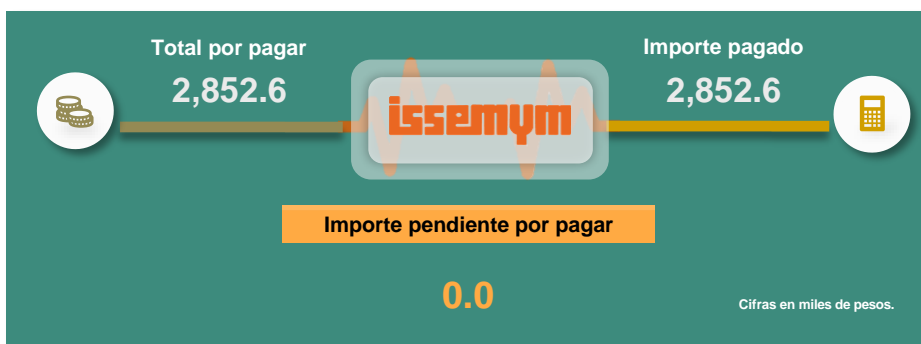 Total por pagar
2,852.6
issemym
Importe pagado
2,852.6
Importe pendiente por pagar
0.0
Cifras en miles de pesos.